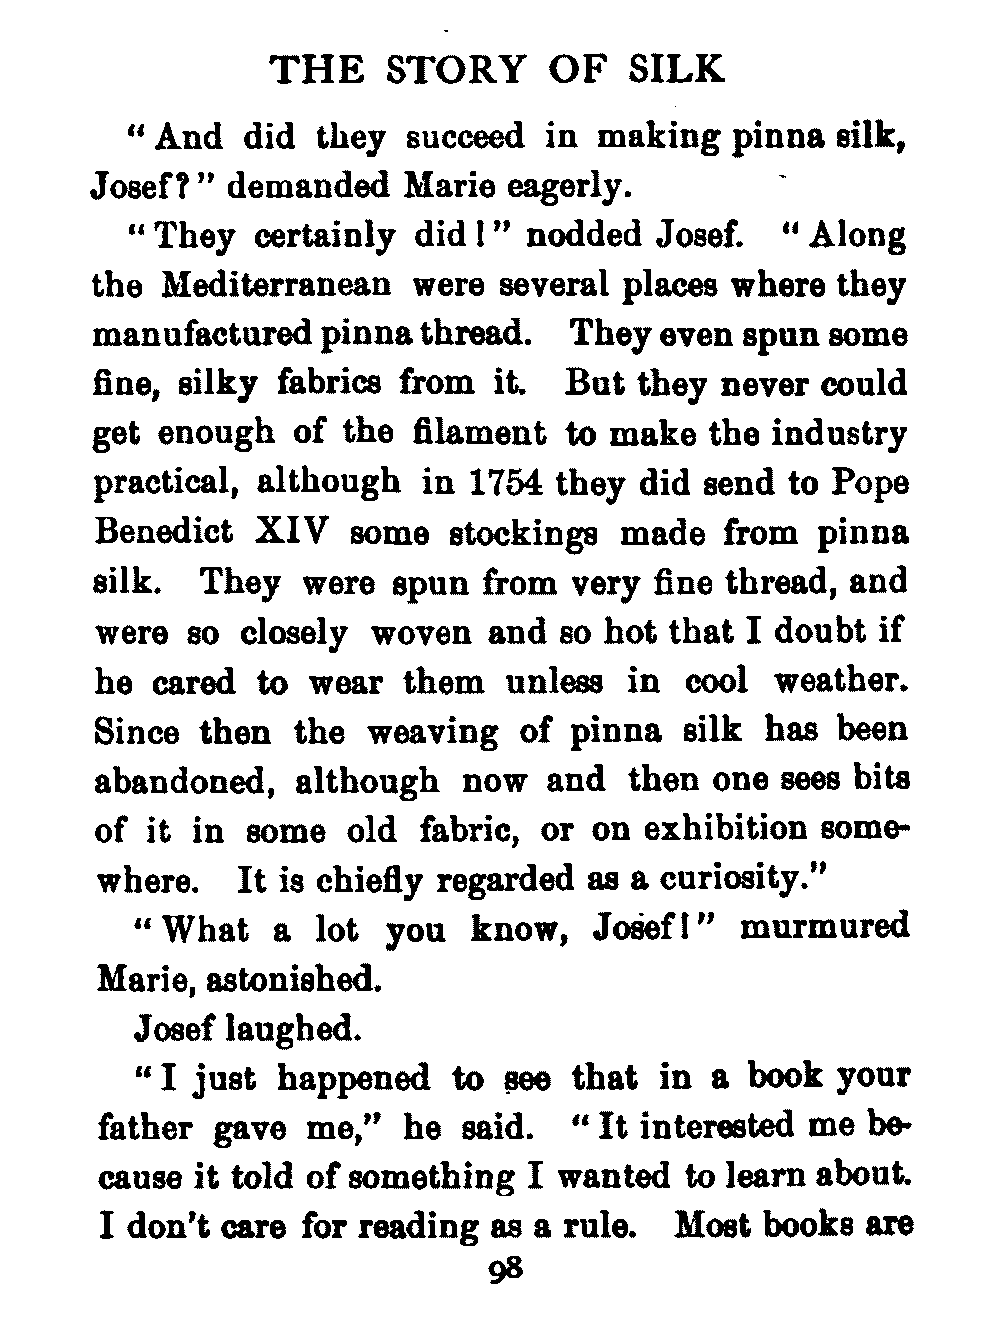 THE STORY OF SILK
“And did they succeed in making pinna silk,
Josef?” demanded Marie eagerly.
“They certainly did!” nodded Josef. “Along
the Mediterranean were several places where they
manufactured pinna thread. They even spun some
fine, silky fabrics from it. But they never could
get enough of the filament to make the industry
practical, although in 1754 they did send to Pope
Benedict XIV some stockings made from pinna
silk. They were spun from very fine thread, and
were so closely woven and so hot that I doubt if
he cared to wear them unless in cool weather.
Since then the weaving of pinna silk has been
abandoned, although now and then one sees bits
of it in some old fabric, or on exhibition some-
where. It is chiefly regarded as a curiosity.”
“What a lot you know, Josef!” murmured
Marie, astonished.
Josef laughed.
“I just happened to see that in a book your
father gave me,” he said. “It interested me be-
cause it told of something I wanted to learn about.
I don't care for reading as a rule. Most books are
98